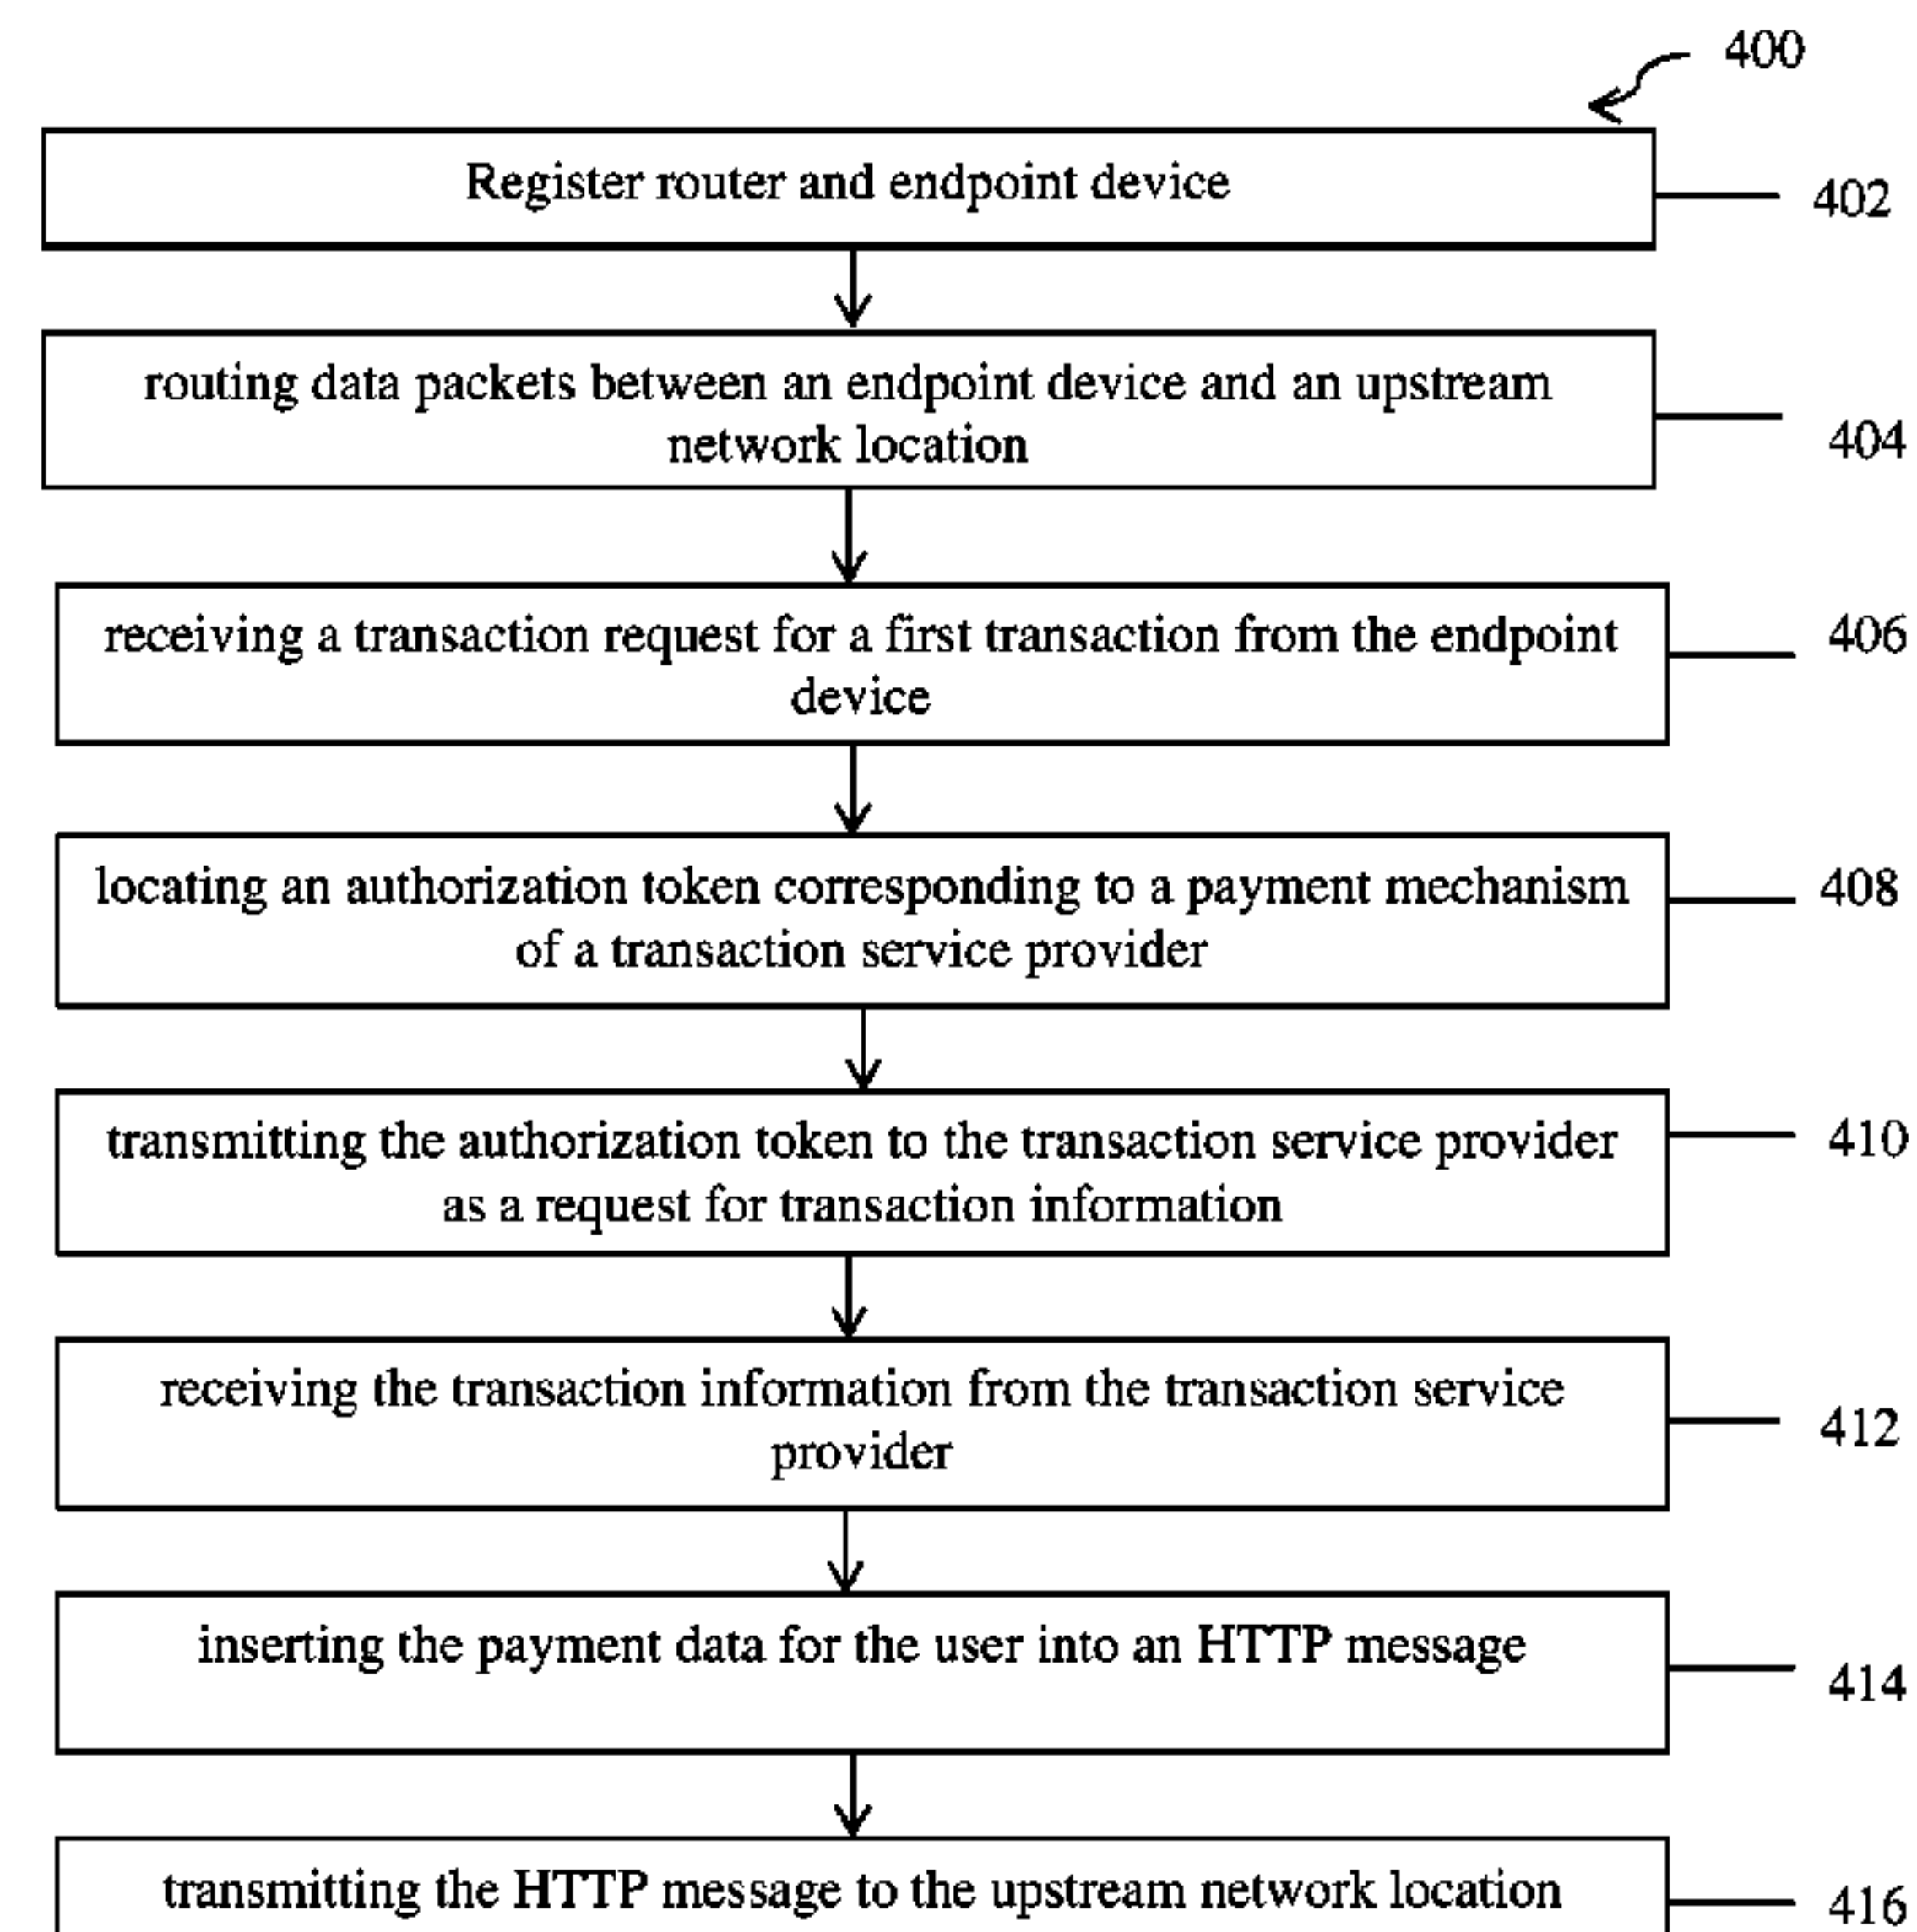 400
Register router and endpoint device
402
routing data packets between an endpoint device and an upstream
network location
404
receiving a transaction request for a first transaction from the endpoint
device
406
locating an authorization token corresponding to a payment mechanism
of a transaction service provider
408
transmitting the authorization token to the transaction service provider
as a request for transaction information
410
receiving the transaction information from the transaction service
provider
412
inserting the payment data for the user into an HTTP message
414
transmitting the HTTP message to the upstream network location
416